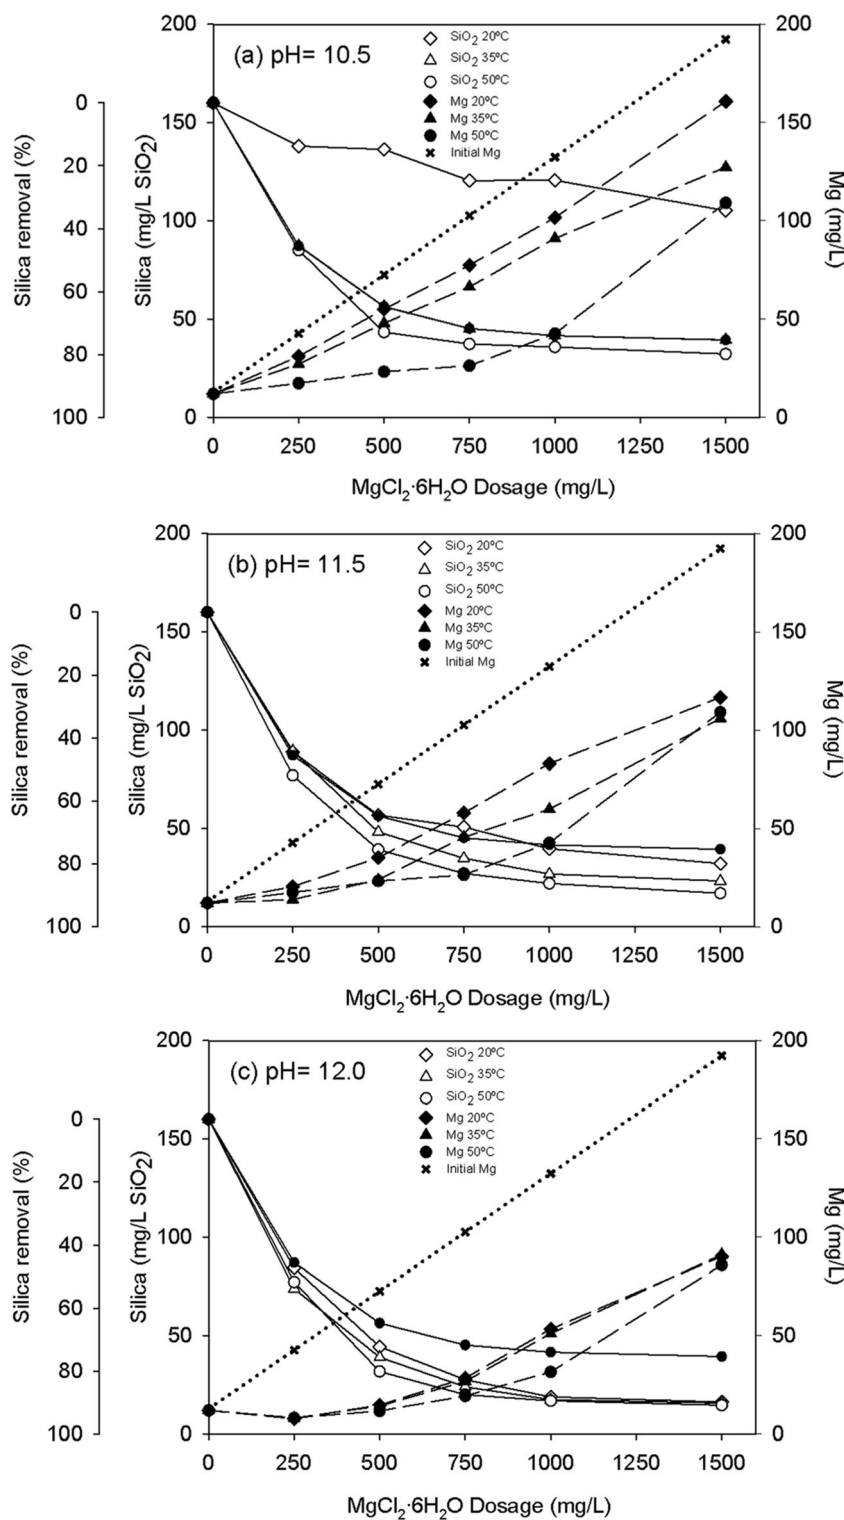 (a) pH= 10.5
SiO2 20ºC
SiO2 35ºC
SiO2 50ºC
Mg 20ºC
Mg 35ºC
Mg 50ºC
Initial Mg
Silica removal (%)
0
20
40
60
80
100
Silica (mg/L SiO2)
200
150
100
50
0
Mg (mg/L)
200
150
100
50
0
0 250 500 750 1000 1250 1500
MgCl2·6H2O Dosage (mg/L)
(b) pH= 11.5
SiO2 20ºC
SiO2 35ºC
SiO2 50ºC
Mg 20ºC
Mg 35ºC
Mg 50ºC
Initial Mg
Silica removal (%)
0
20
40
60
80
100
Silica (mg/L SiO2)
200
150
100
50
0
Mg (mg/L)
200
150
100
50
0
0 250 500 750 1000 1250 1500
MgCl2·6H2O Dosage (mg/L)
(c) pH= 12.0
SiO2 20ºC
SiO2 35ºC
SiO2 50ºC
Mg 20ºC
Mg 35ºC
Mg 50ºC
Initial Mg
Silica removal (%)
0
20
40
60
80
100
Silica (mg/L SiO2)
200
150
100
50
0
Mg (mg/L)
200
150
100
50
0
0 250 500 750 1000 1250 1500
MgCl2·6H2O Dosage (mg/L)